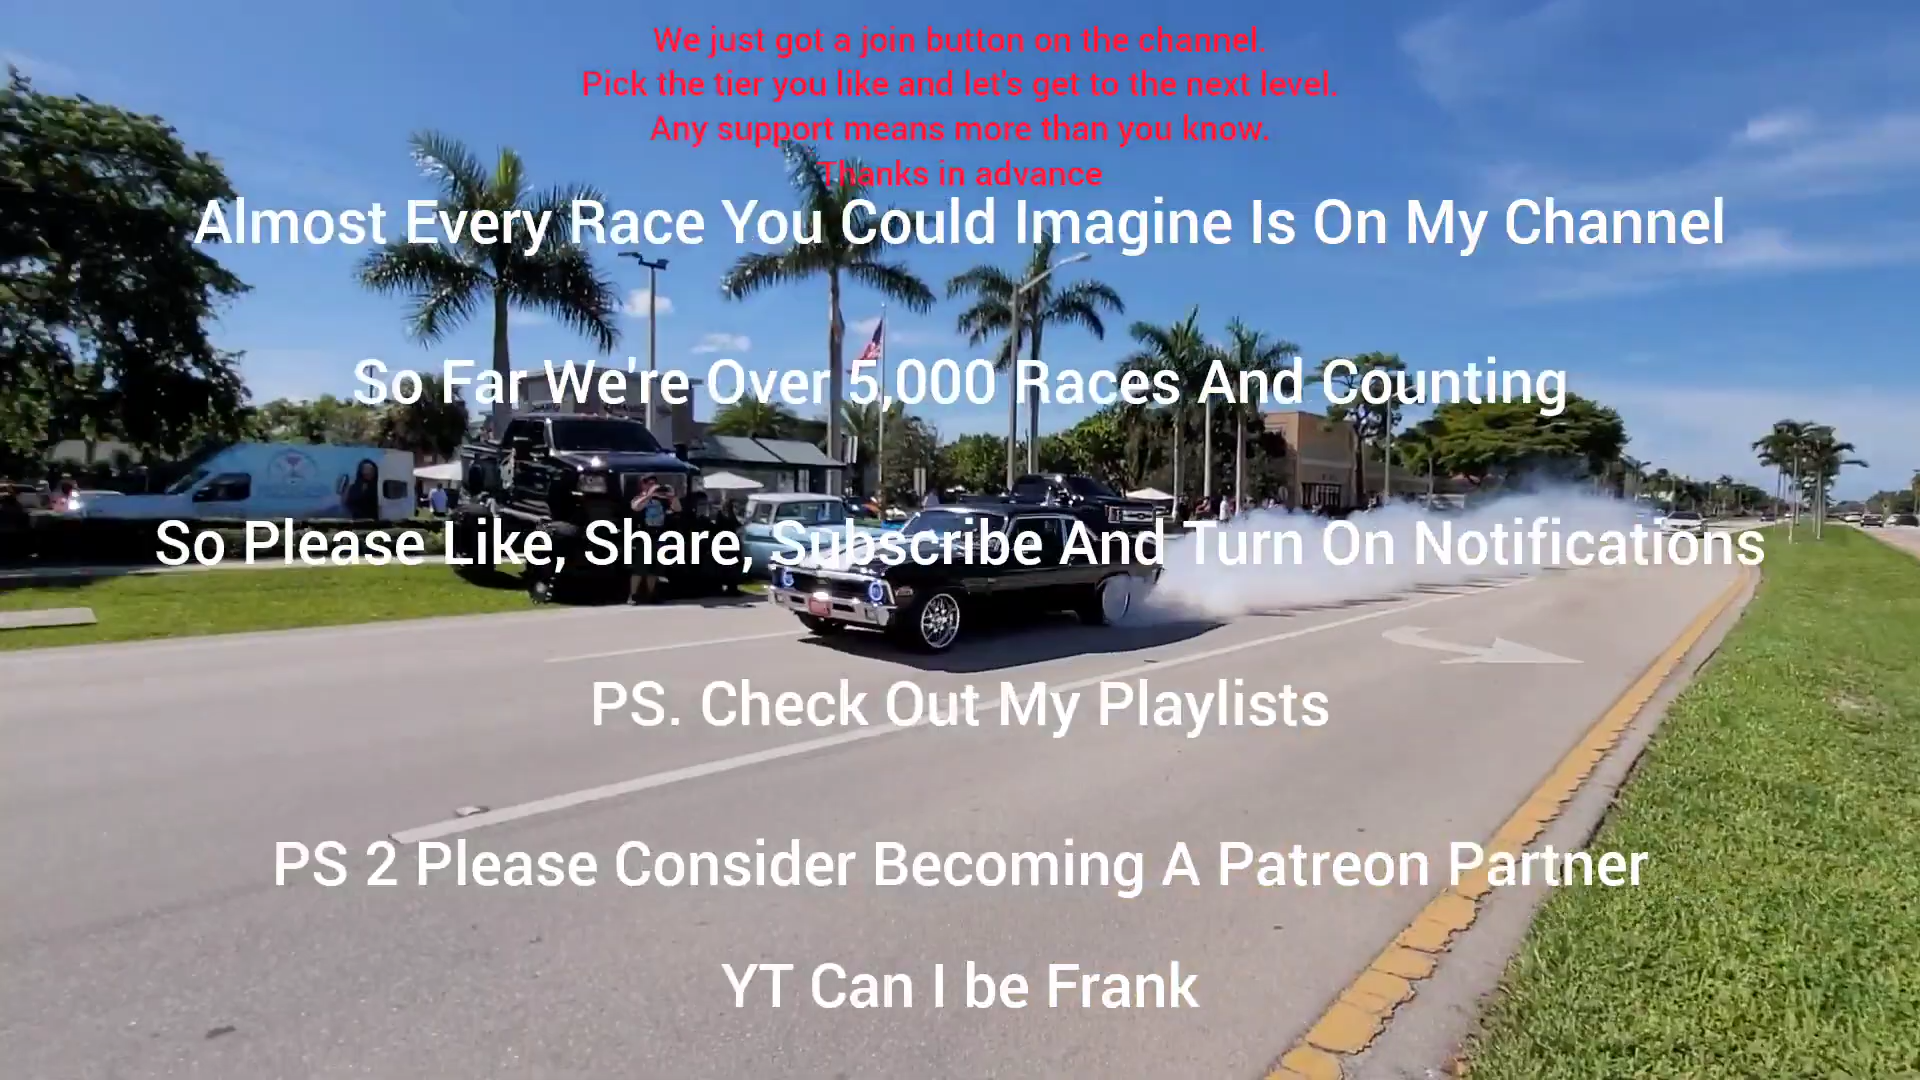 We just got a join button on the channel.
Pick the tier you like and let's get to the next level.
Any support means more than you know.
Thanks in advance
Almost Every Race You Could Imagine Is On My Channel
So Far We're Over 5,000 Races And Counting
So Please Like, Share, Subscribe And Turn On Notifications
PS. Check Out My Playlists
PS 2 Please Consider Becoming A Patreon Partner
YT Can I be Frank